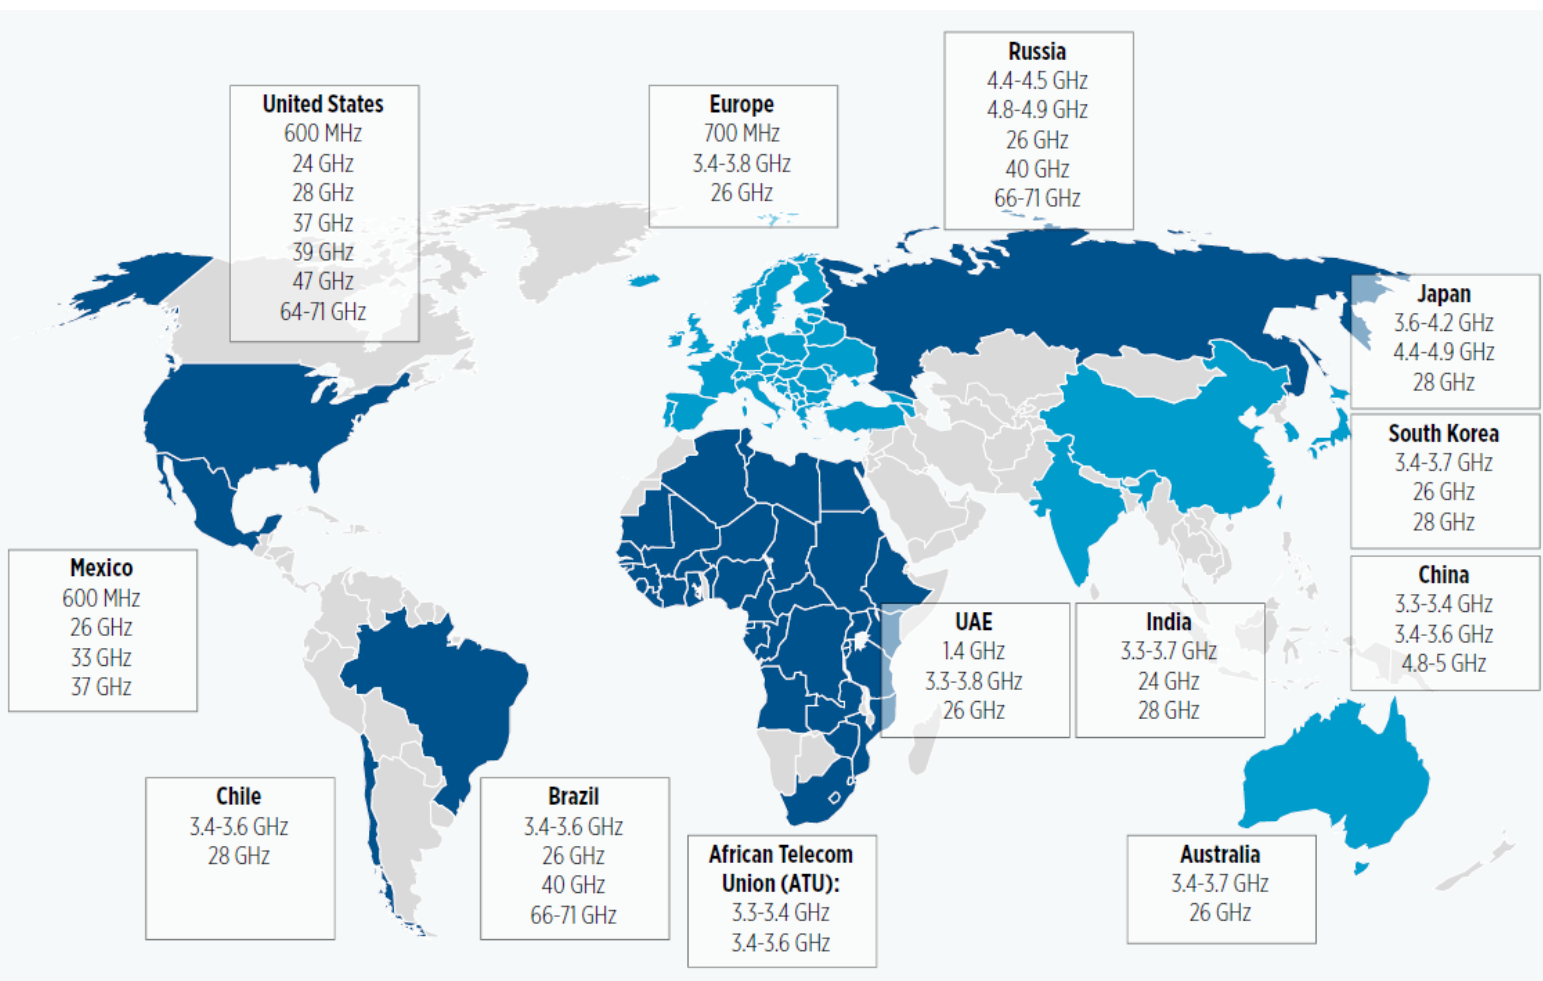 United States
600 MHz
24 GHz
28 GHz
37 GHz
39 GHz
47 GHz
64-71 GHz
Europe
700 MHz
3.4-3.8 GHz
26 GHz
Russia
4.4-4.5 GHz
4.8-4.9 GHz
26 GHz
40 GHz
66-71 GHz
Japan
3.6-4.2 GHz
4.4-4.9 GHz
28 GHz
South Korea
3.4-3.7 GHz
26 GHz
28 GHz
China
3.3-3.4 GHz
3.4-3.6 GHz
4.8-5 GHz
Mexico
600 MHz
26 GHz
33 GHz
37 GHz
UAE
1.4 GHz
3.3-3.8 GHz
26 GHz
India
3.3-3.7 GHz
24 GHz
28 GHz
Chile
3.4-3.6 GHz
28 GHz
Brazil
3.4-3.6 GHz
26 GHz
40 GHz
66-71 GHz
African Telecom
Union (ATU):
3.3-3.4 GHz
3.4-3.6 GHz
Australia
3.4-3.7 GHz
26 GHz